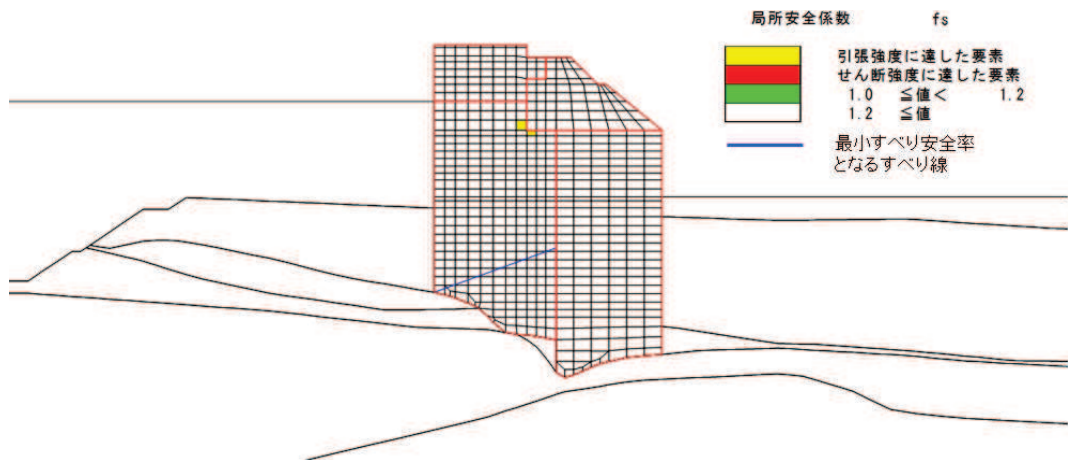 局所安全係数 fs
引張強度に達した要素
せん断強度に達した要素
1.0 ≦値< 1.2
1.2 ≦値
最小すべり安全率
となるすべり線